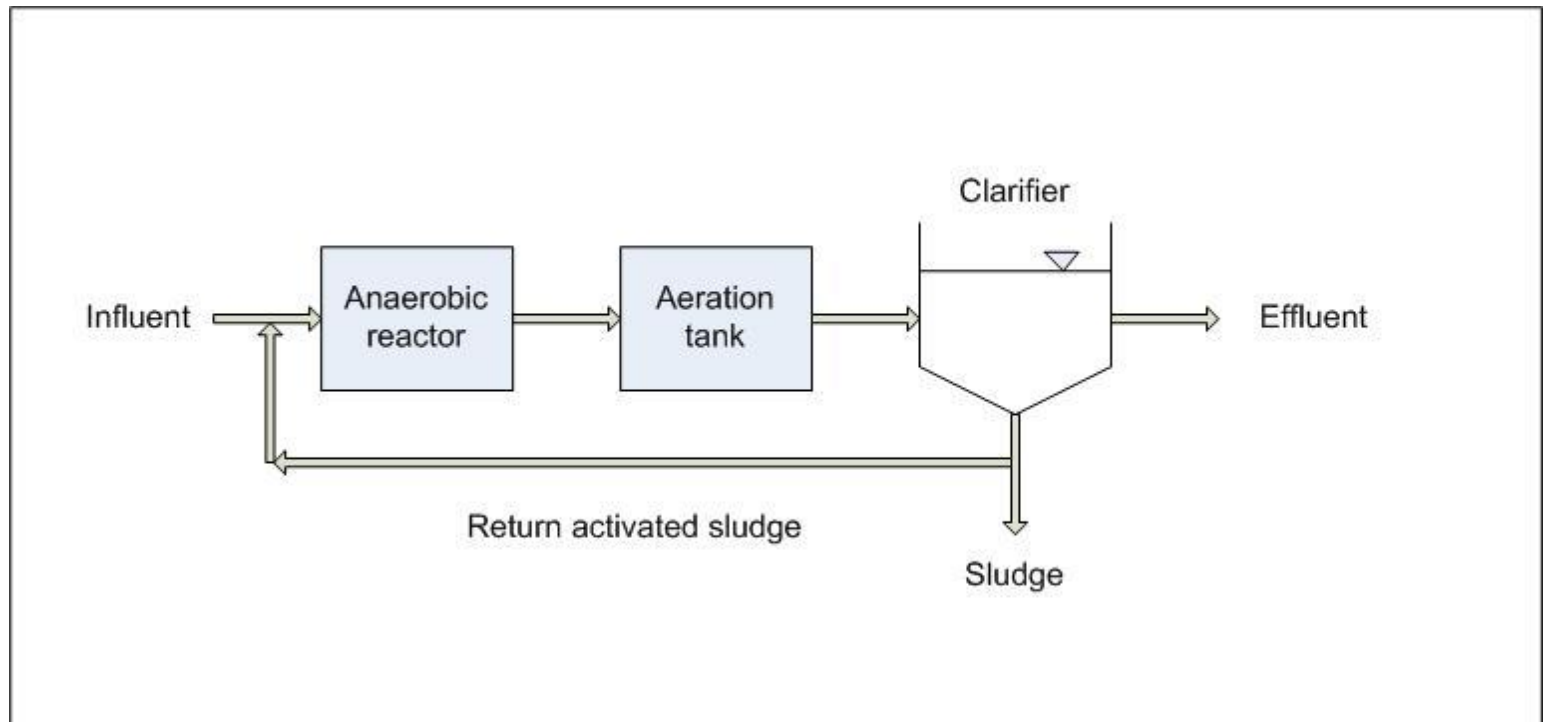 Clarifier
Influent
Anaerobic
reactor
Aeration
tank
Effluent
Return activated sludge
Sludge